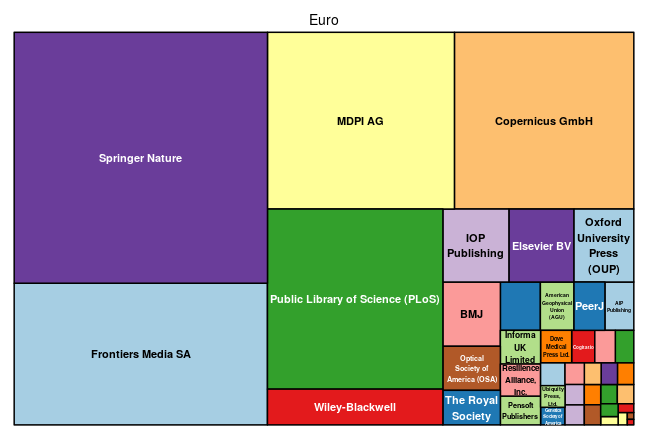 Euro
Springer Nature
MDPI AG
Copernicus GmbH
IOP
Publishing
Elsevier BV
Oxford
University
Press
(OUP)
Public Library of Science (PLoS)
Frontiers Media SA
Wiley-Blackwell
BMJ
Optical
Society of
America (OSA)
The Royal
Society
American
Geophysical
Union
(AGU)
PeerJ
AIP
Publishing
Informa
UK
Limited
Dove
Medical
Press Ltd.
Cogitatio
Resilience
Alliance,
Inc.
Pensoft
Publishers
Ubiquity
Press,
Ltd.
Genetics
Society of
America